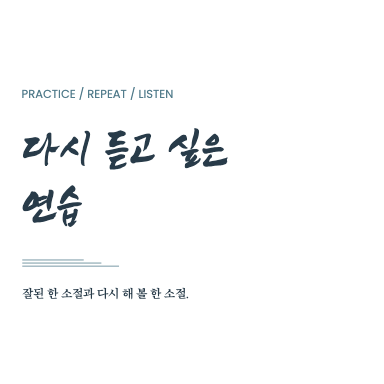 PRACTICE / REPEAT / LISTEN
다시 듣고 싶은
연습
잘된 한 소절과 다시 해 볼 한 소절.